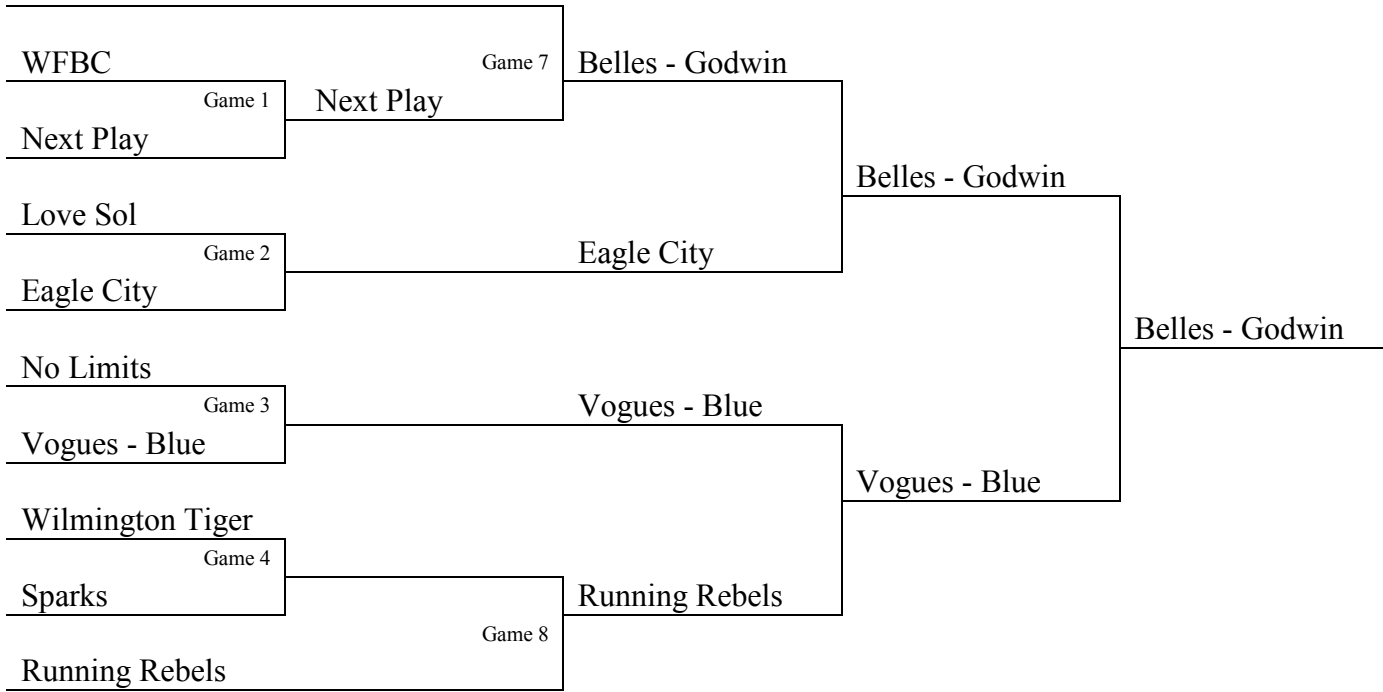 WFBC
Game 7
Belles - Godwin
Game 1
Next Play
Next Play
Belles - Godwin
Love Sol
Game 2
Eagle City
Eagle City
Belles - Godwin
No Limits
Game 3
Vogues - Blue
Vogues - Blue
Vogues - Blue
Wilmington Tiger
Game 4
Sparks
Running Rebels
Game 8
Running Rebels